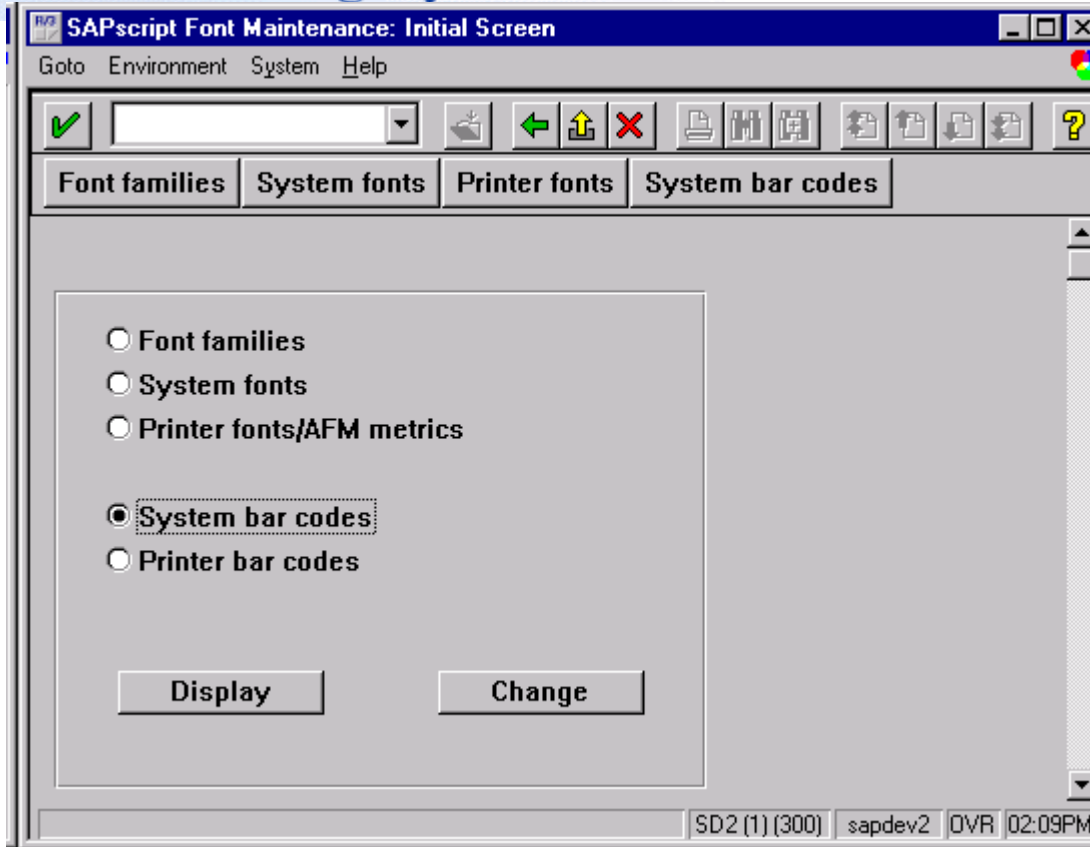 R/3 SAPscript Font Maintenance: Initial Screen
Goto Environment System Help
?
Font families System fonts Printer fonts System bar codes
Font families
System fonts
Printer fonts/AFM metrics
System bar codes
Printer bar codes
Display Change
SD2 (1) (300) sapdev2 OVR 02:09PM